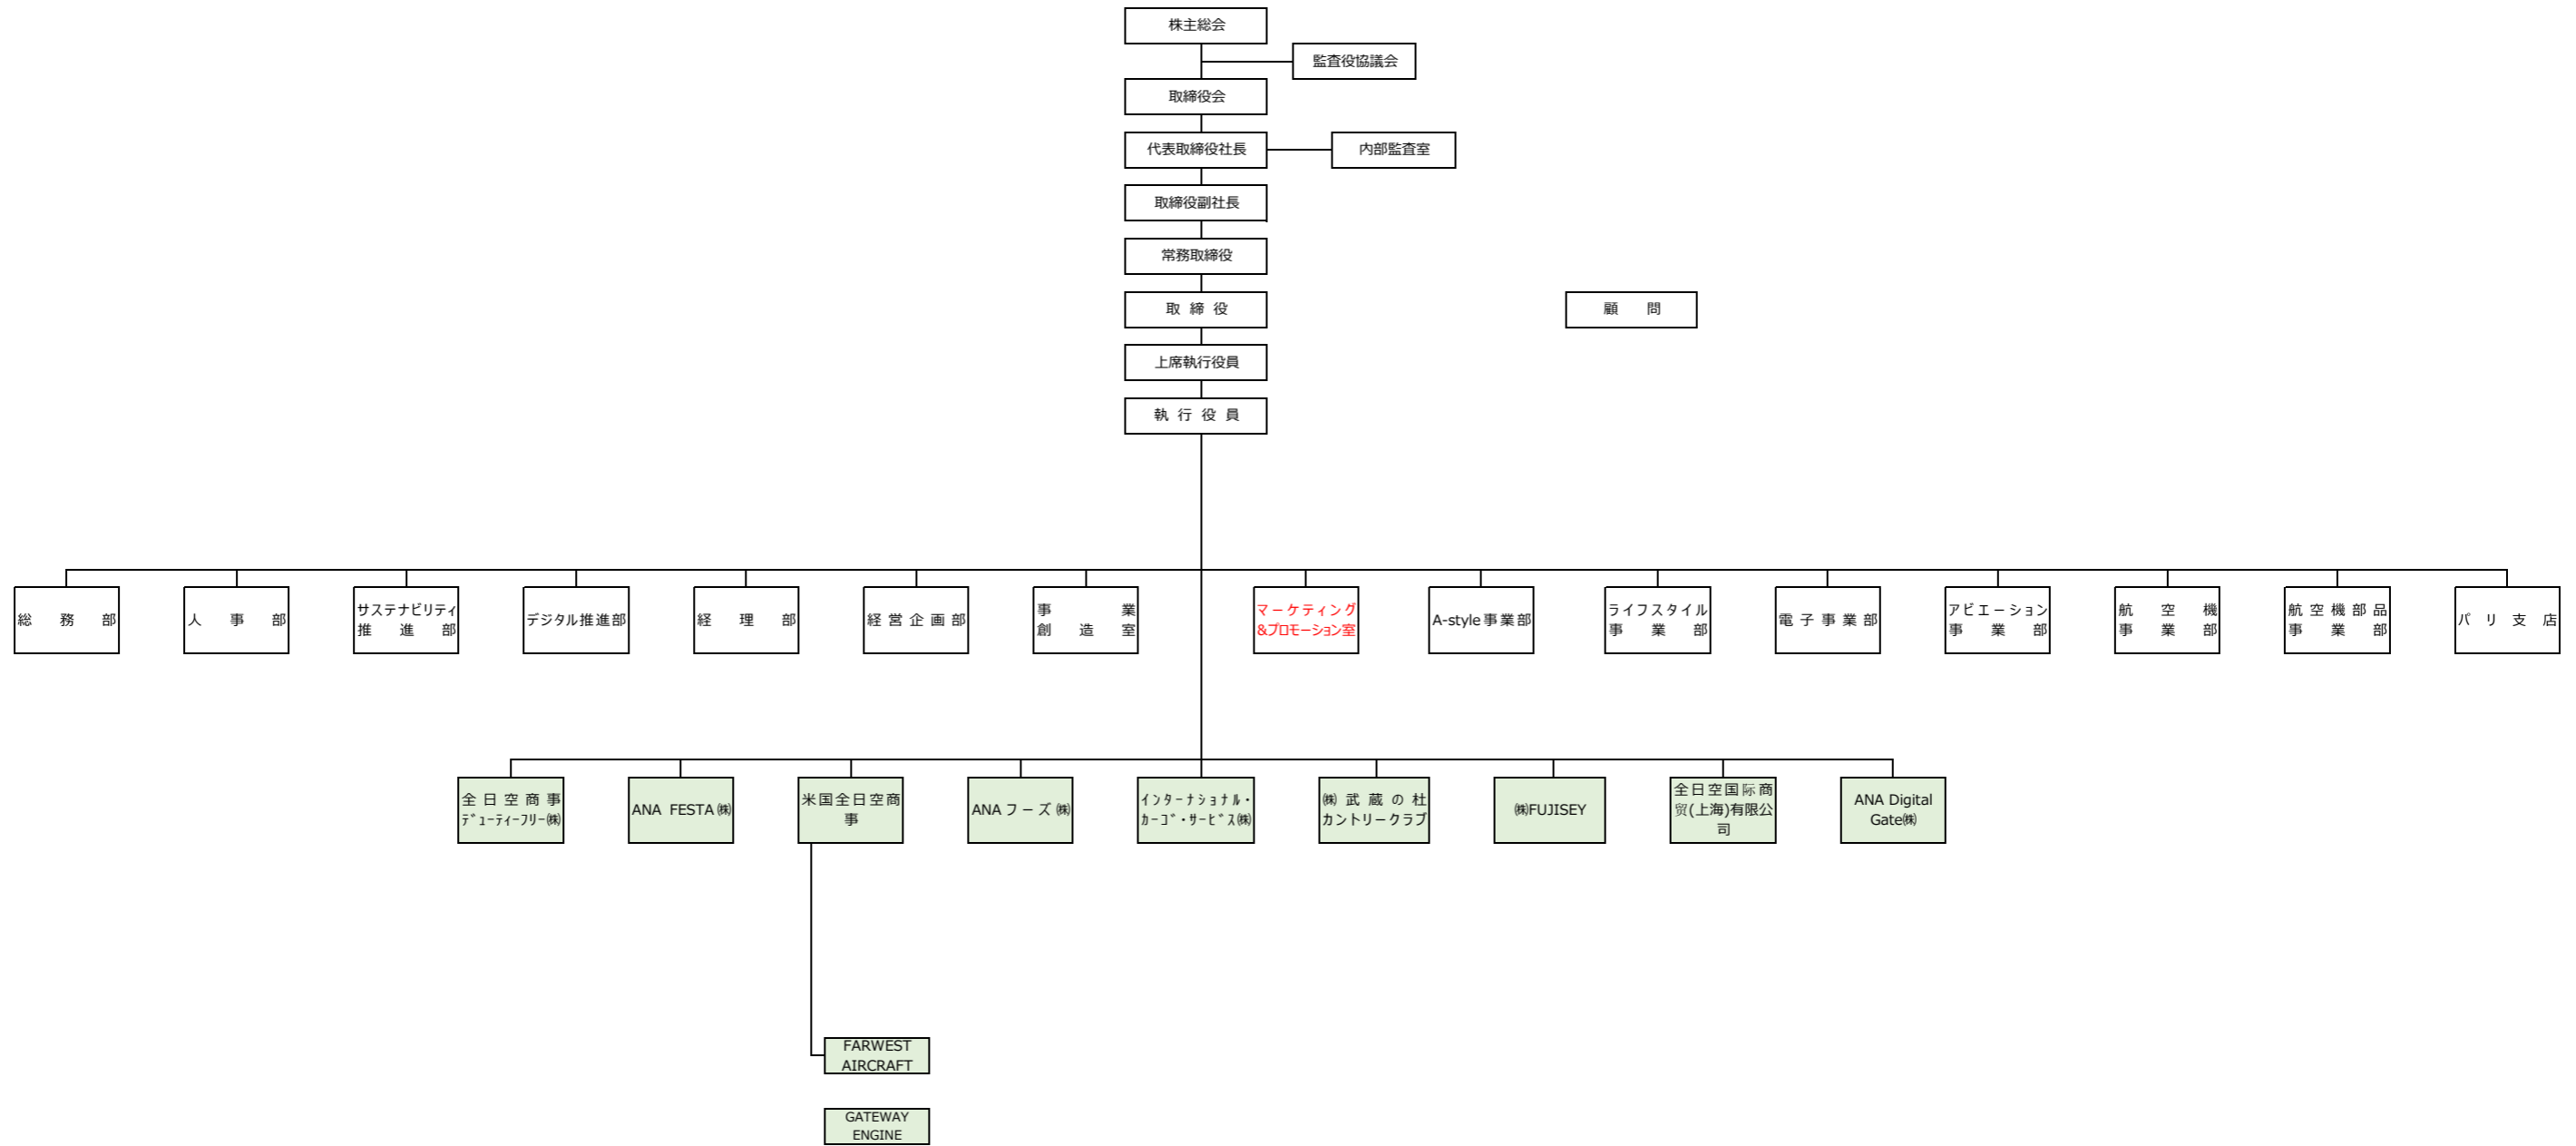 株主総会
監査役協議会
取締役会
代表取締役社長
内部監査室
取締役副社長
常務取締役
取締役
顧問
上席執行役員
執行役員
総務部
人事部
サステナビリティ
推進部
デジタル推進部
経理部
経営企画部
事業
創造室
マーケティング
&プロモーション室
A-style事業部
ライフスタイル
事業部
電子事業部
アビエーション
事業部
航空機
事業部
航空機部品
事業部
パリ支店
全日空商事
ﾃﾞｭｰﾃｨｰﾌﾘｰ㈱
ANA FESTA㈱
米国全日空商
事
ANAフーズ㈱
ｲﾝﾀｰﾅｼｮﾅﾙ・
ｶｰｺﾞ・ｻｰﾋﾞｽ㈱
㈱武蔵の杜
カントリークラブ
㈱FUJISEY
全日空国际商
贸(上海)有限公
司
ANA Digital
Gate㈱
FARWEST
AIRCRAFT
GATEWAY
ENGINE